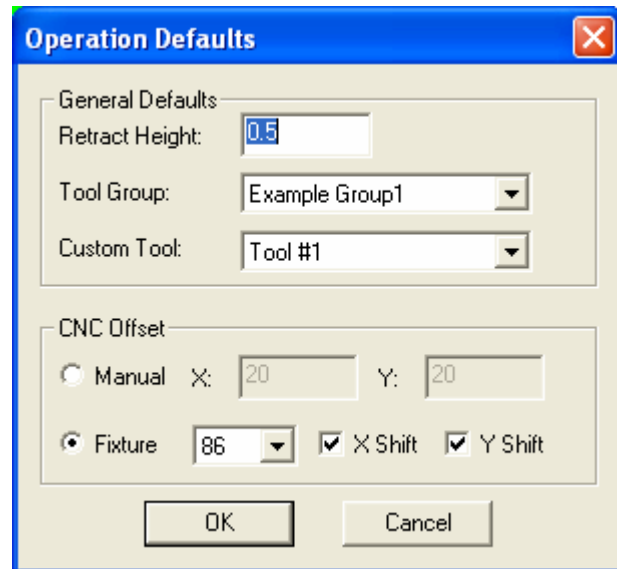 Operation Defaults
General Defaults
Retract Height: 0.5
Tool Group: Example Group1
Custom Tool: Tool #1
CNC Offset
Manual X: 20 Y: 20
Fixture 86 X Shift Y Shift
OK Cancel